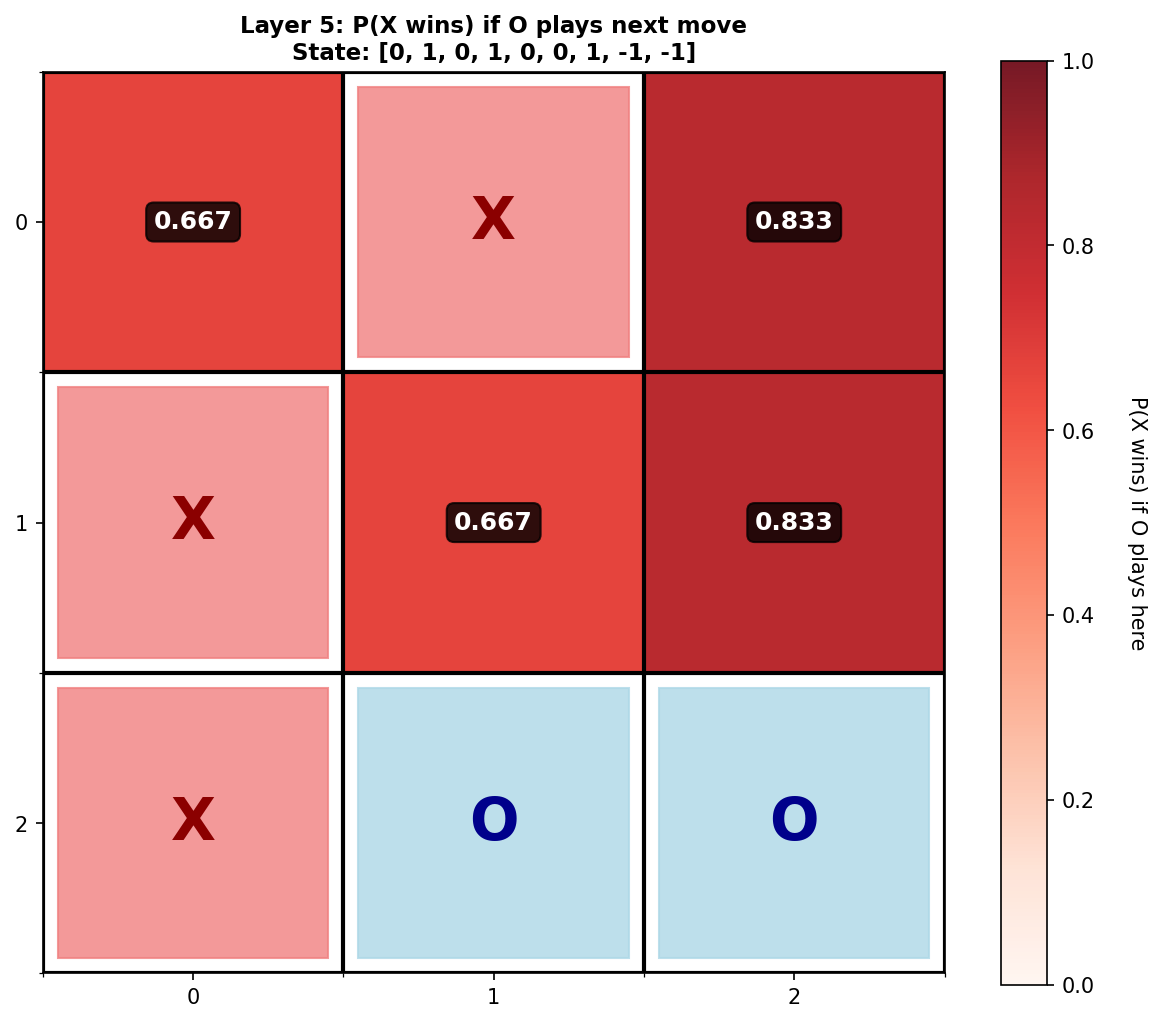 Layer 5: P(X wins) if O plays next move
State: [0, 1, 0, 1, 0, 0, 1, -1, -1]
0
0.667
X
0.833
1
X
0.667
0.833
2
X
O
O
0
1
2
1.0
0.8
0.6
0.4
0.2
0.0
P(X wins) if O plays here